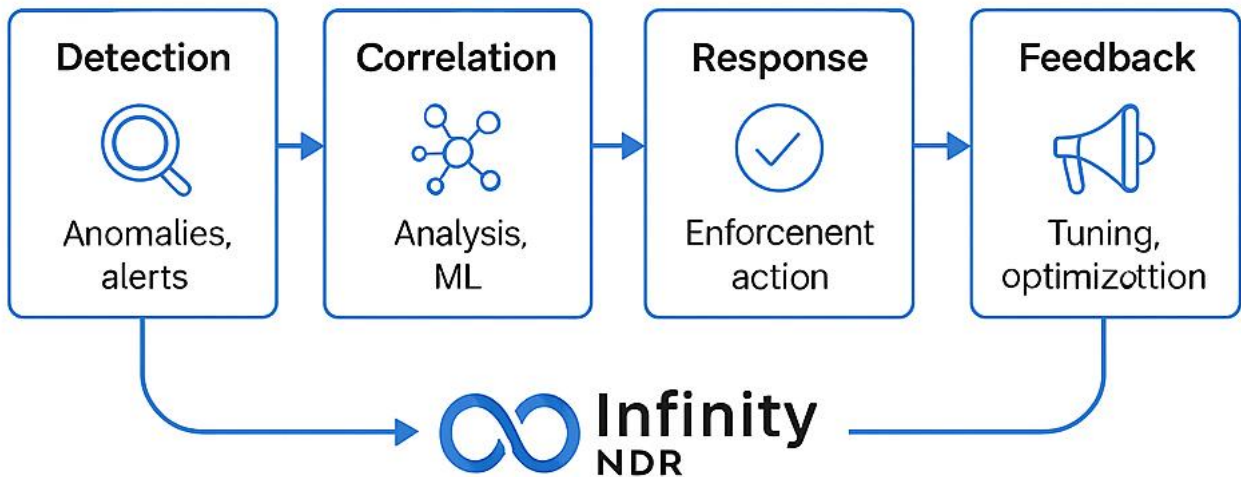 Detection
Anomalies,
alerts
Correlation
Analysis,
ML
Response
Enforcenent
action
Feedback
Tuning,
optimizottion
Infinity
NDR